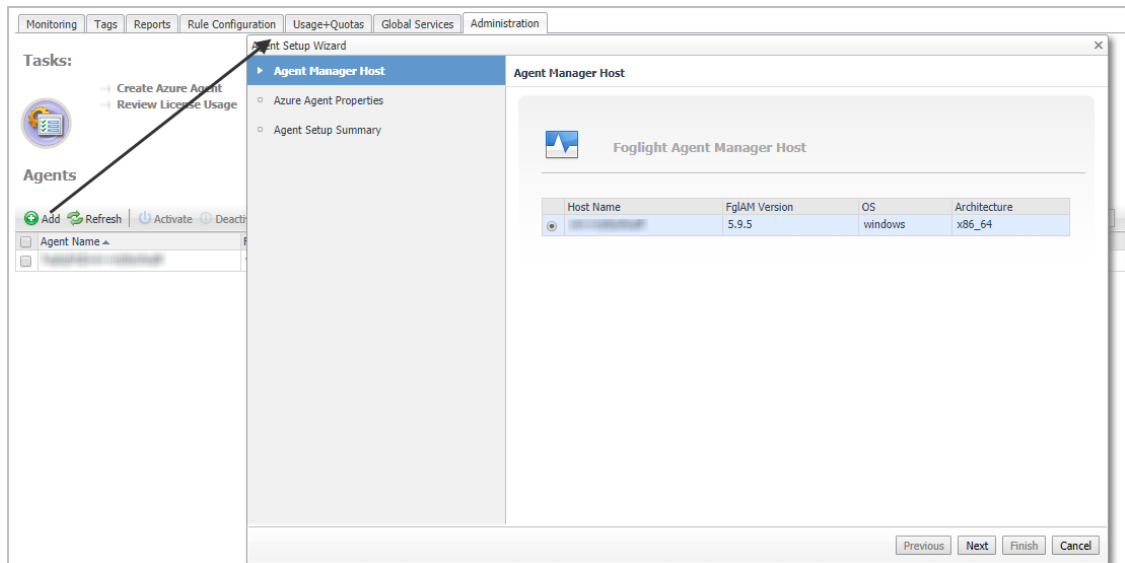 Monitoring Tags Reports Rule Configuration Usage+Quotas Global Services Administration
Tasks:
Create Azure Agent
Review License Usage
Agents
Add Refresh Activate Deacti
Agent Name
Agent Setup Wizard
Agent Manager Host
Azure Agent Properties
Agent Setup Summary
Agent Manager Host
Foglight Agent Manager Host
Host Name FglAM Version OS Architecture
5.9.5 windows x86_64
Previous Next Finish Cancel